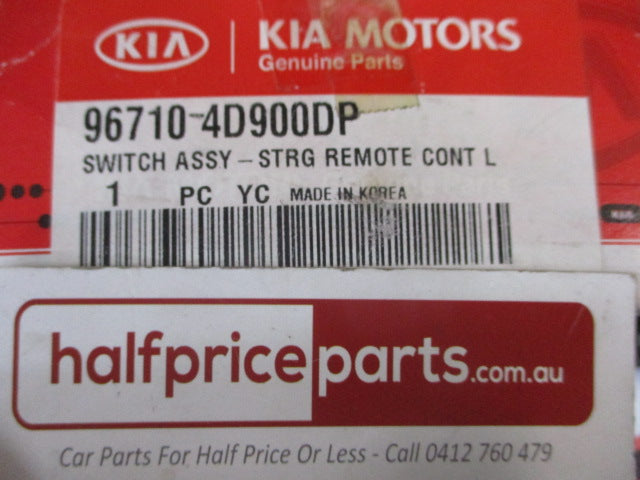 KIA
KIA MOTORS
Genuine Parts
96710-4D900DP
SWITCH ASSY - STRG REMOTE CONT L
1 PC YC MADE IN KOREA
halfpriceparts.com.au
Car Parts For Half Price Or Less - Call 0412 760 479